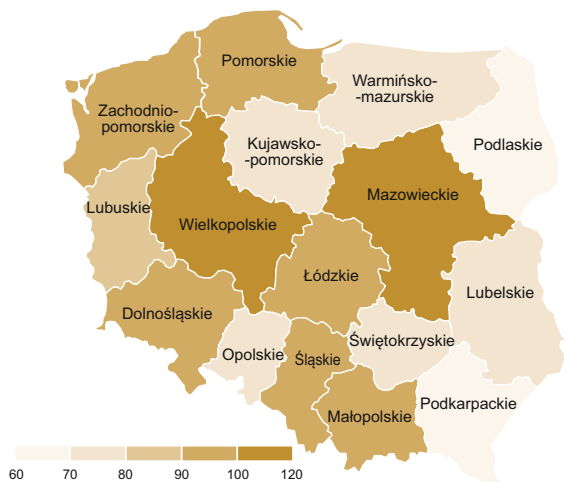 Pomorskie
Warmińsko-
-mazurskie
Zachodnio-
pomorskie
Kujawsko-
-pomorskie
Podlaskie
Mazowieckie
Lubuskie
Wielkopolskie
Łódzkie
Lubelskie
Dolnośląskie
Świętokrzyskie
Opolskie
Śląskie
Podkarpackie
Małopolskie
60 70 80 90 100 120